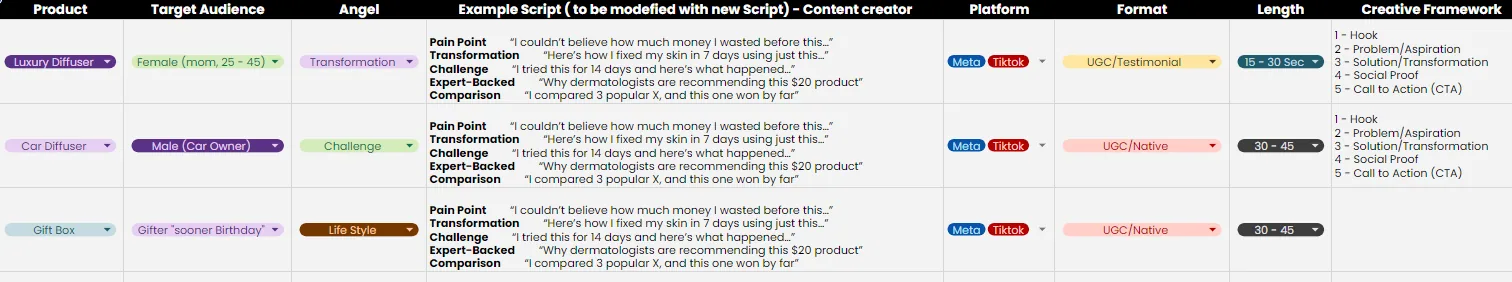 Product Target Audience Angel Example Script ( to be modefied with new Script) - Content creator Platform Format Length Creative Framework
Luxury Diffuser Female (mom, 25 - 45) Transformation
Pain Point "I couldn't believe how much money I wasted before this…"
Transformation "Here's how I fixed my skin in 7 days using just this…"
Challenge "I tried this for 14 days and here's what happened…"
Expert-Backed "Why dermatologists are recommending this $20 product"
Comparison "I compared 3 popular X, and this one won by far"
Meta Tiktok UGC/Testimonial 15 - 30 Sec
1 - Hook
2 - Problem/Aspiration
3 - Solution/Transformation
4 - Social Proof
5 - Call to Action (CTA)
Car Diffuser Male (Car Owner) Challenge
Pain Point "I couldn't believe how much money I wasted before this…"
Transformation "Here's how I fixed my skin in 7 days using just this…"
Challenge "I tried this for 14 days and here's what happened…"
Expert-Backed "Why dermatologists are recommending this $20 product"
Comparison "I compared 3 popular X, and this one won by far"
Meta Tiktok UGC/Native 30 - 45
1 - Hook
2 - Problem/Aspiration
3 - Solution/Transformation
4 - Social Proof
5 - Call to Action (CTA)
Gift Box Gifter "sooner Birthday" Life Style
Pain Point "I couldn't believe how much money I wasted before this…"
Transformation "Here's how I fixed my skin in 7 days using just this…"
Challenge "I tried this for 14 days and here's what happened…"
Expert-Backed "Why dermatologists are recommending this $20 product"
Comparison "I compared 3 popular X, and this one won by far"
Meta Tiktok UGC/Native 30 - 45